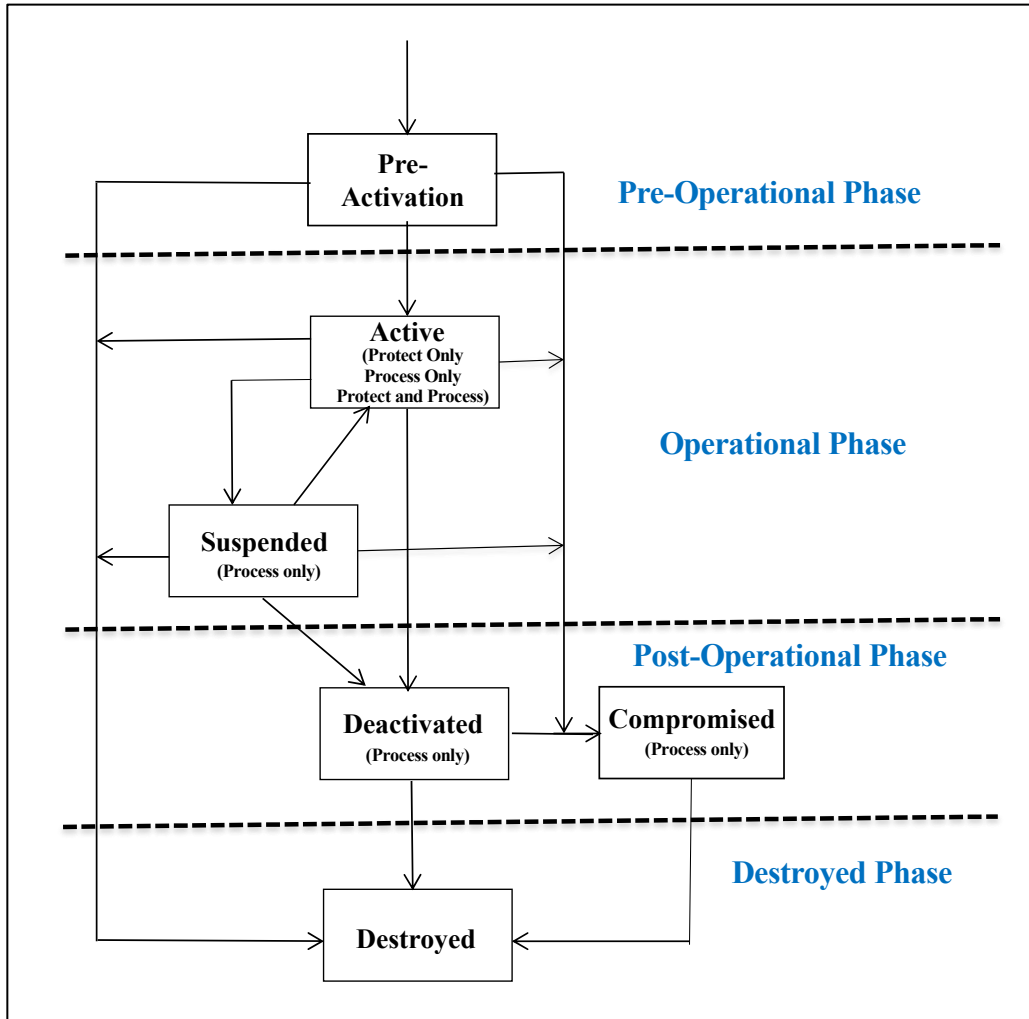 Pre-
Activation
Pre-Operational Phase
Active
(Protect Only
Process Only
Protect and Process)
Operational Phase
Suspended
(Process only)
Post-Operational Phase
Deactivated
(Process only)
Compromised
(Process only)
Destroyed Phase
Destroyed